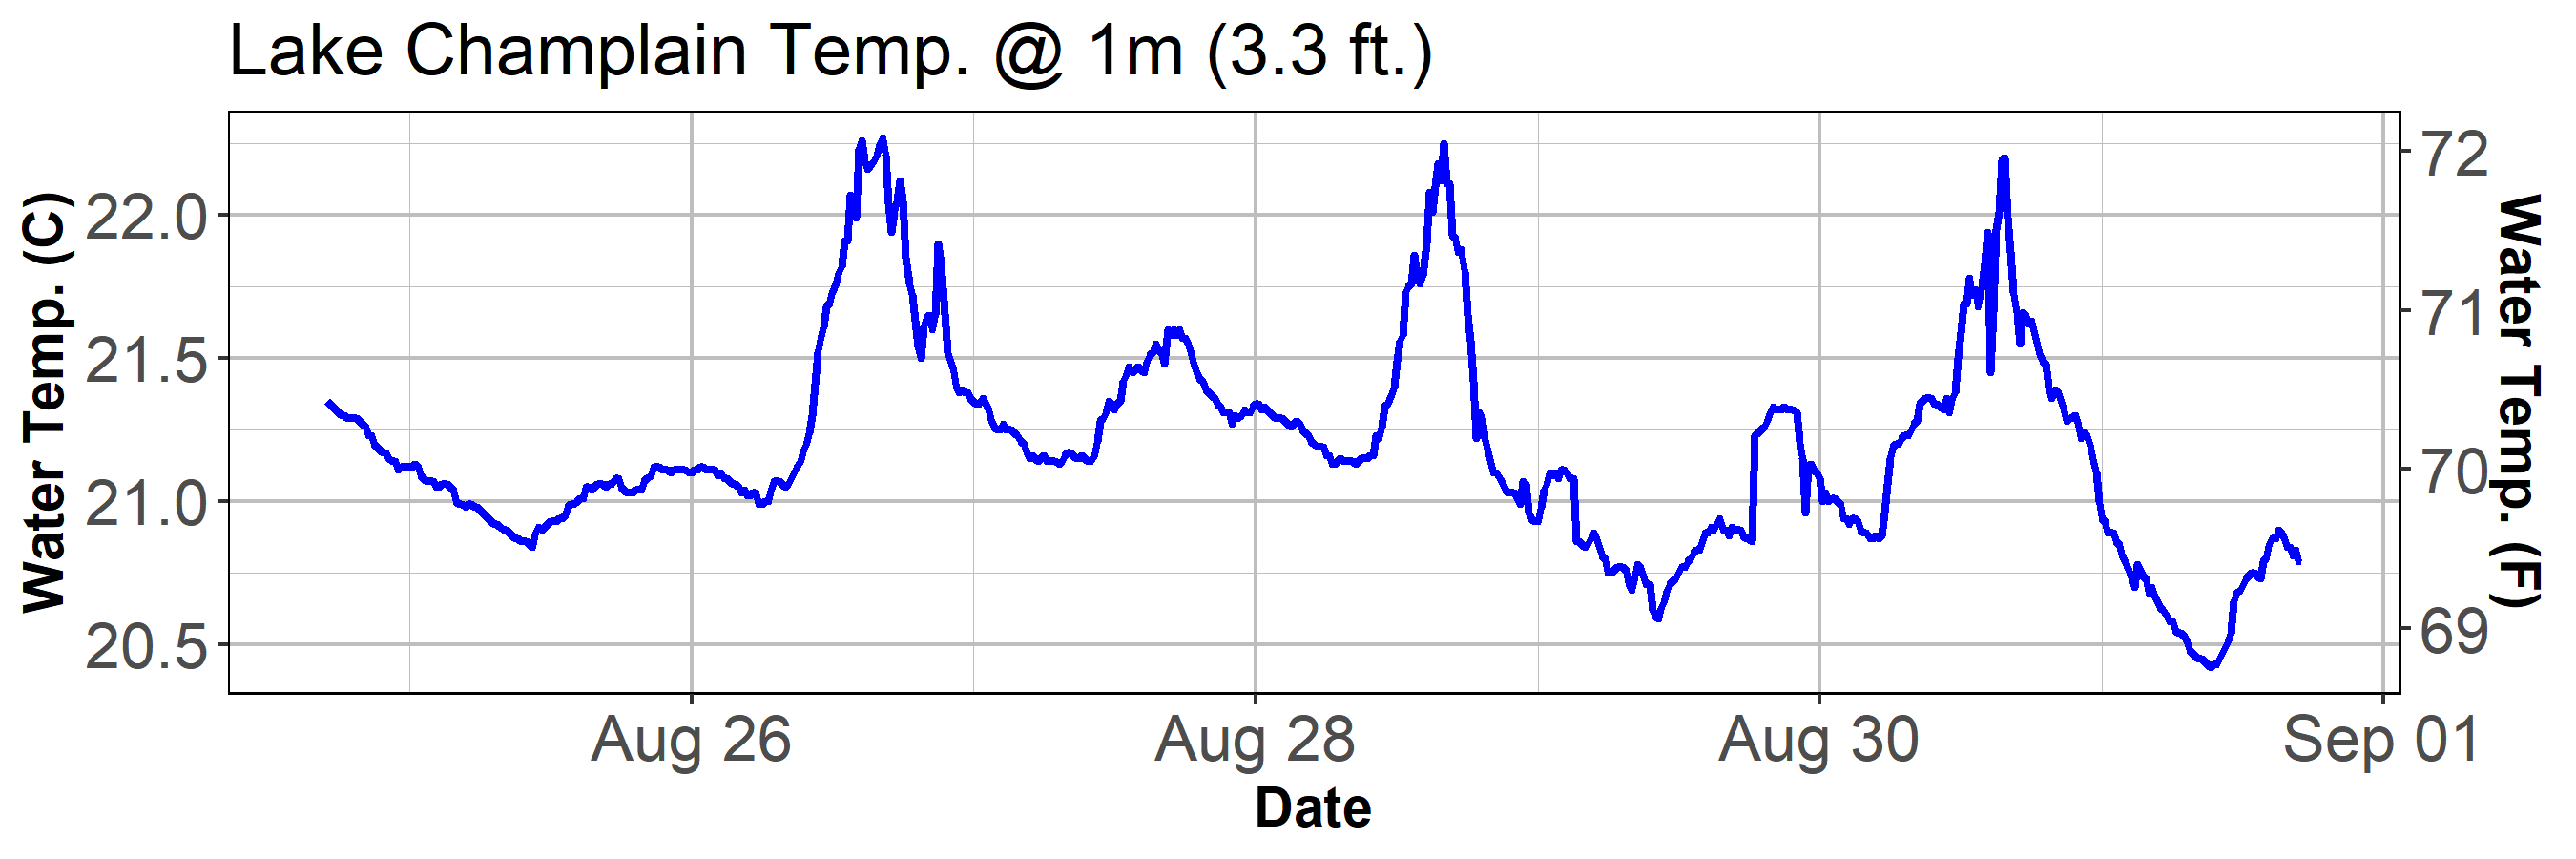 Lake Champlain Temp. @ 1m (3.3 ft.)
Water Temp. (C)
22.0
21.5
21.0
20.5
72
71
70
69
Water Temp. (F)
Aug 26
Aug 28
Aug 30
Sep 01
Date